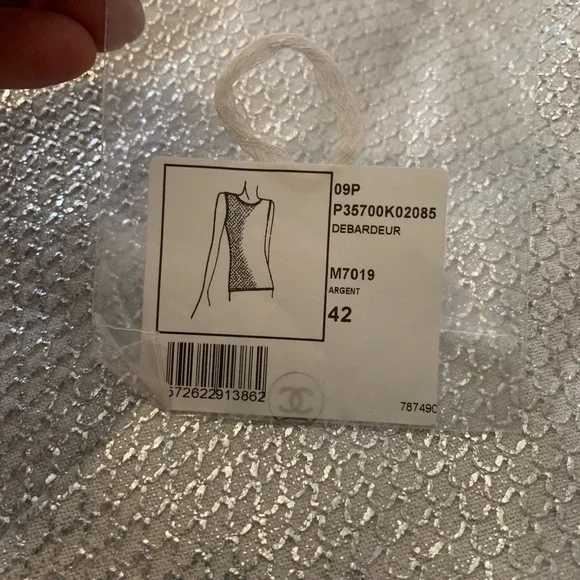 09P
P35700K02085
DEBARDEUR
M7019
ARGENT
42
572622913862
787490